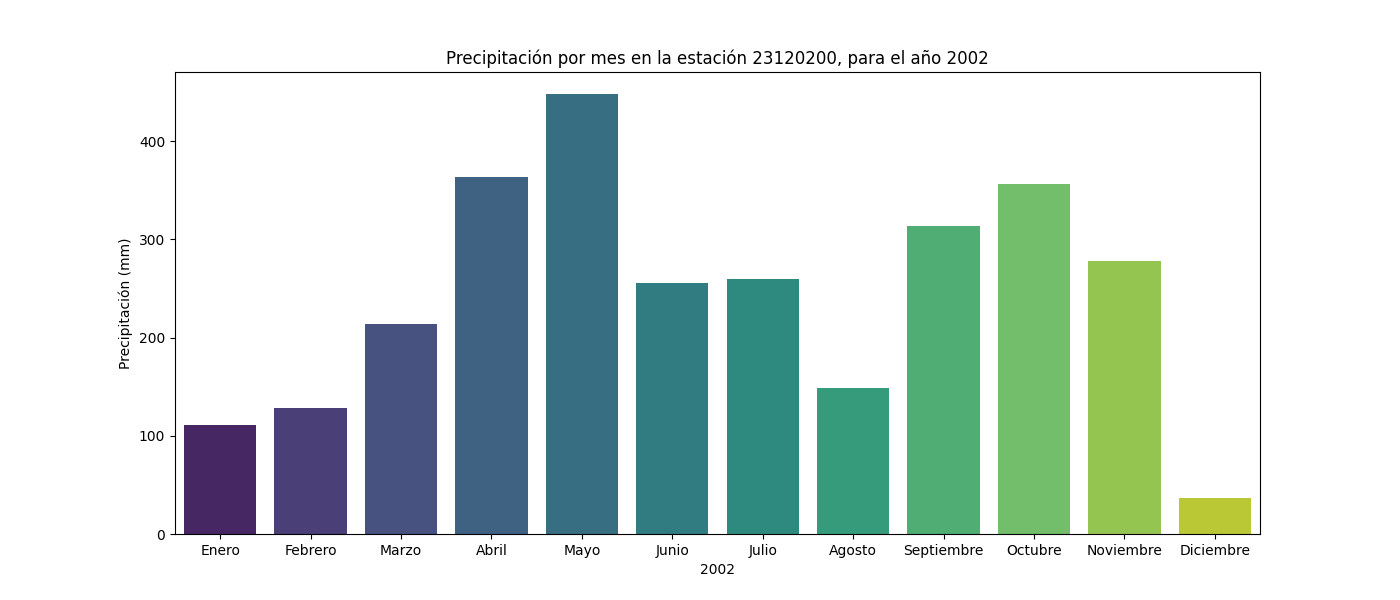 Precipitación por mes en la estación 23120200, para el año 2002
Precipitación (mm)
400
300
200
100
0
Enero Febrero Marzo Abril Mayo Junio Julio Agosto Septiembre Octubre Noviembre Diciembre
2002